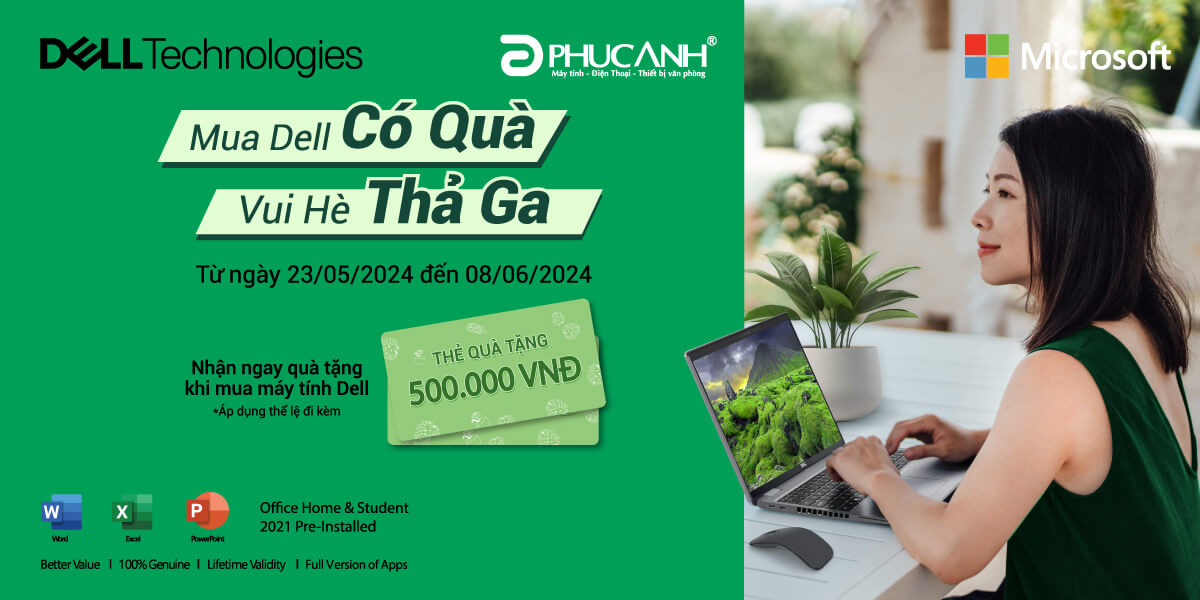 DELLTechnologies
PHUCANH®
Máy tính - Điện Thoại - Thiết bị văn phòng
Microsoft
Mua Dell Có Quà
Vui Hè Thả Ga
Từ ngày 23/05/2024 đến 08/06/2024
Nhận ngay quà tặng
khi mua máy tính Dell
*Áp dụng thể lệ đi kèm
THẺ QUÀ TẶNG
500.000 VNĐ
W
X
P
Word
Excel
PowerPoint
Office Home & Student
2021 Pre-Installed
Better Value I 100% Genuine I Lifetime Validity I Full Version of Apps